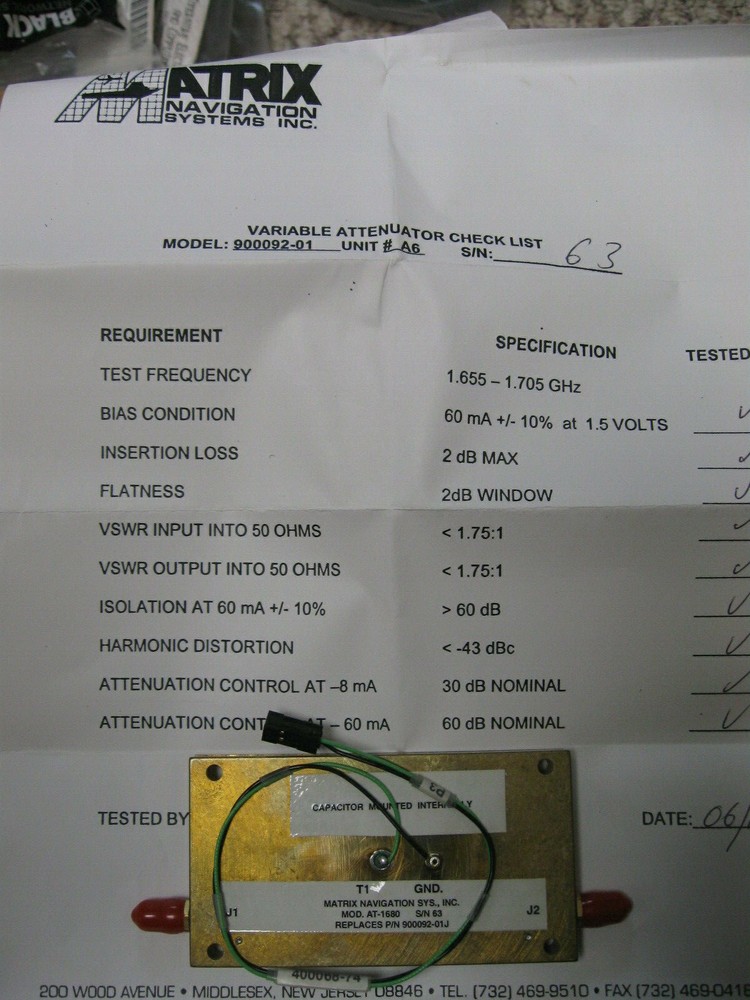 BLACK
MATRIX
NAVIGATION
SYSTEMS INC.
VARIABLE ATTENUATOR CHECK LIST
MODEL: 900092-01 UNIT # A6 S/N: 63
REQUIREMENT SPECIFICATION TESTED
TEST FREQUENCY 1.655 – 1.705 GHz
BIAS CONDITION 60 mA +/- 10% at 1.5 VOLTS ✓
INSERTION LOSS 2 dB MAX ✓
FLATNESS 2dB WINDOW ✓
VSWR INPUT INTO 50 OHMS < 1.75:1 ✓
VSWR OUTPUT INTO 50 OHMS < 1.75:1 ✓
ISOLATION AT 60 mA +/- 10% > 60 dB ✓
HARMONIC DISTORTION < -43 dBc ✓
ATTENUATION CONTROL AT –8 mA 30 dB NOMINAL ✓
ATTENUATION CONT AT – 60 mA 60 dB NOMINAL ✓
P3
CAPACITOR MOUNTED INTERNALLY
TESTED BY DATE: 06/
T1 GND.
MATRIX NAVIGATION SYS., INC.
J1 MOD. AT-1680 S/N 63 J2
REPLACES P/N 900092-01J
400068-74
200 WOOD AVENUE • MIDDLESEX, NEW JERSEY 08846 • TEL. (732) 469-9510 • FAX (732) 469-0418